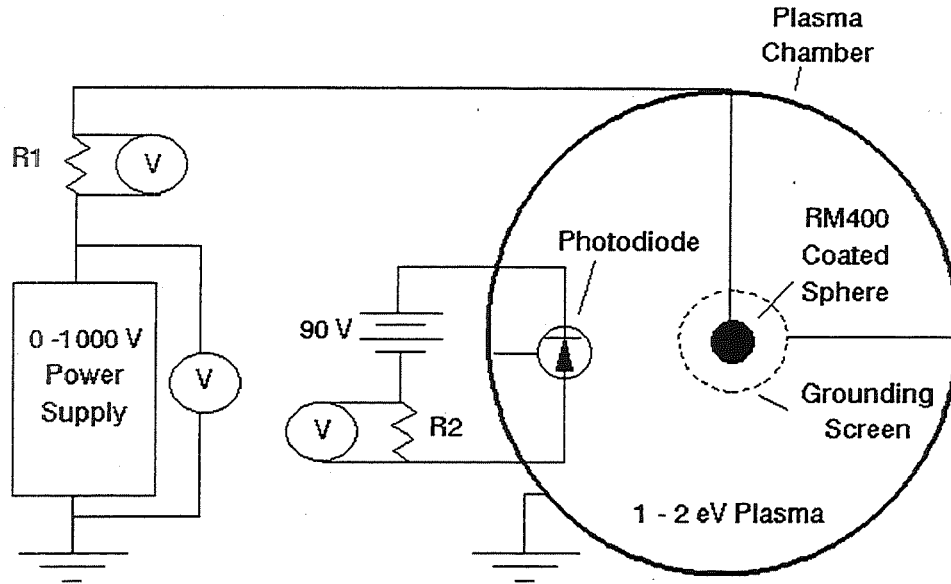 Plasma
Chamber
R1
V
RM400
Coated
Sphere
Photodiode
0 -1000 V
Power
Supply
V
90 V
V
R2
Grounding
Screen
1 - 2 eV Plasma